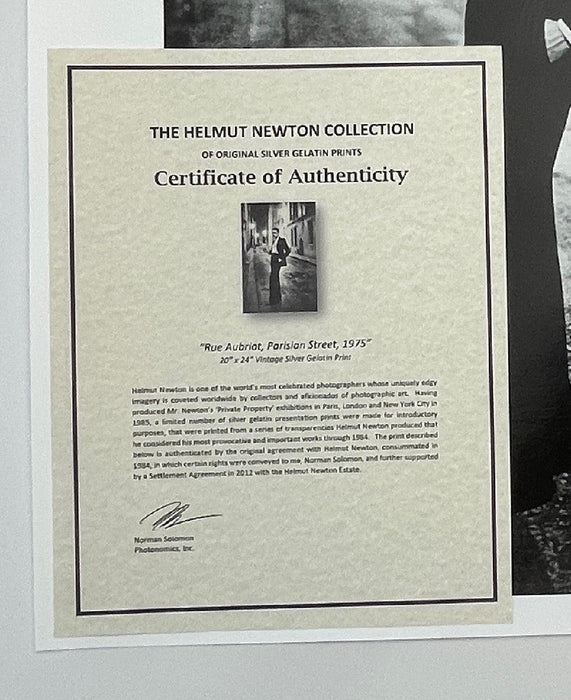 THE HELMUT NEWTON COLLECTION
OF ORIGINAL SILVER GELATIN PRINTS
Certificate of Authenticity
"Rue Aubriot, Parisian Street, 1975"
20" x 24" Vintage Silver Gelatin Print
Helmut Newton is one of the world's most celebrated photographers whose uniquely edgy
imagery is coveted worldwide by collectors and aficionados of photographic art. Having
produced Mr. Newton's 'Private Property' exhibitions in Paris, London and New York City in
1985, a limited number of silver gelatin presentation prints were made for introductory
purposes, that were printed from a series of transparencies Helmut Newton produced that
he considered his most provocative and important works through 1984. The print described
below is authenticated by the original agreement with Helmut Newton, consummated in
1984, in which certain rights were conveyed to me, Norman Solomon, and further supported
by a Settlement Agreement in 2012 with the Helmut Newton Estate.
Norman Solomon
Photonomics, Inc.